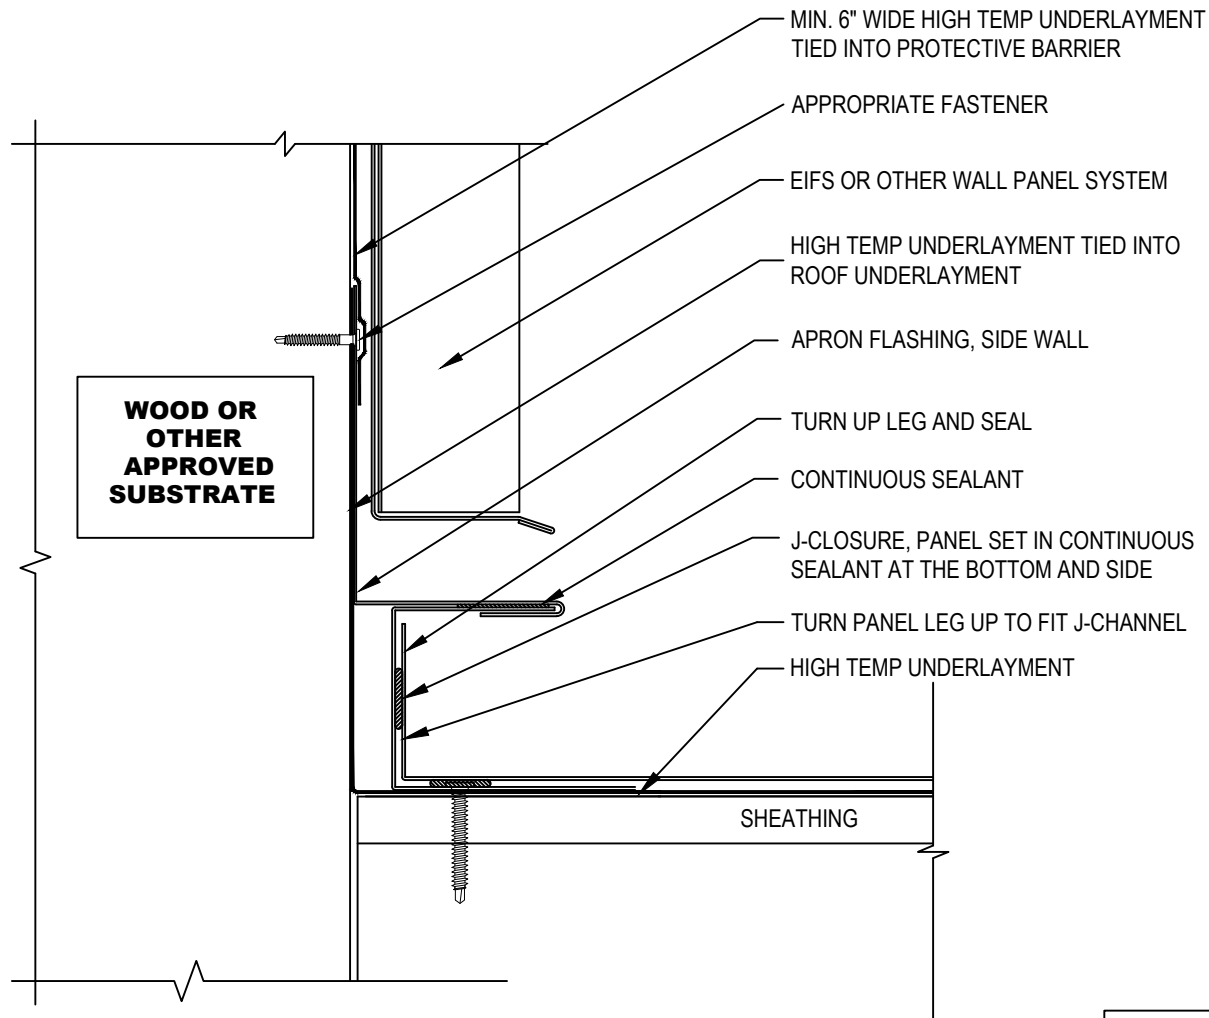 MIN. 6" WIDE HIGH TEMP UNDERLAYMENT
TIED INTO PROTECTIVE BARRIER
APPROPRIATE FASTENER
EIFS OR OTHER WALL PANEL SYSTEM
HIGH TEMP UNDERLAYMENT TIED INTO
ROOF UNDERLAYMENT
APRON FLASHING, SIDE WALL
TURN UP LEG AND SEAL
CONTINUOUS SEALANT
J-CLOSURE, PANEL SET IN CONTINUOUS
SEALANT AT THE BOTTOM AND SIDE
TURN PANEL LEG UP TO FIT J-CHANNEL
HIGH TEMP UNDERLAYMENT
WOOD OR
OTHER
APPROVED
SUBSTRATE
SHEATHING